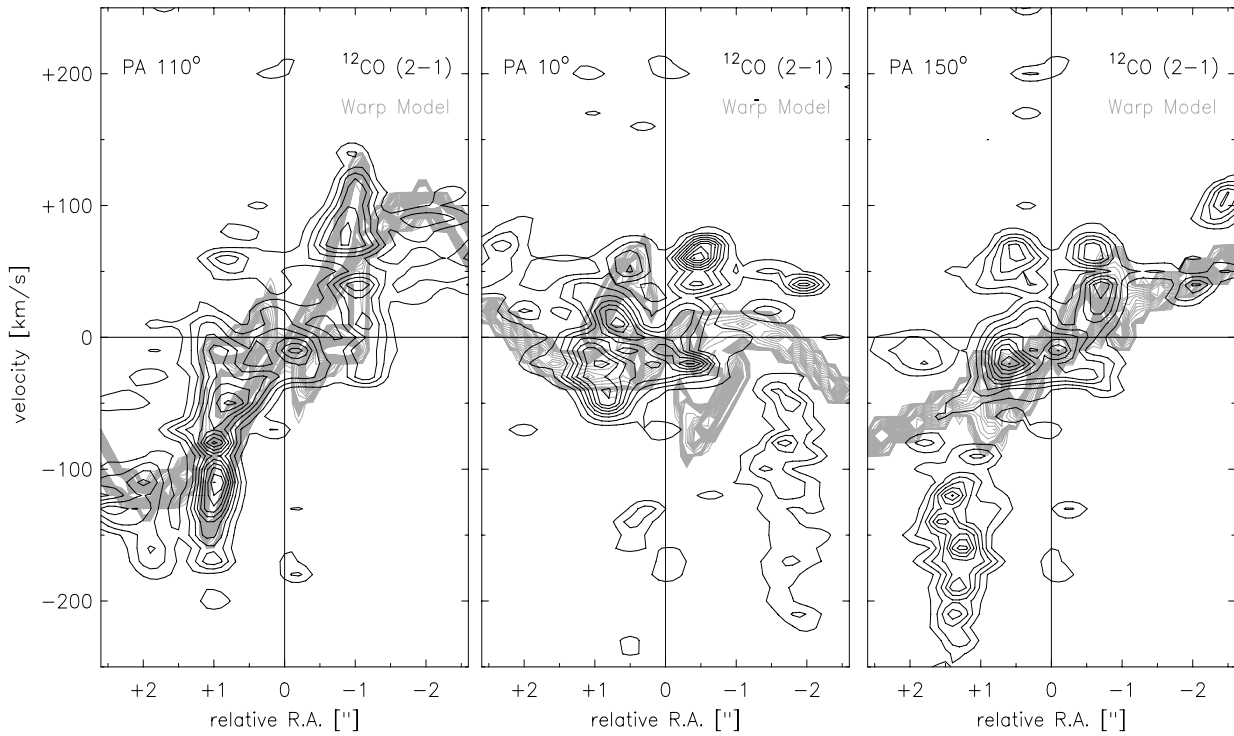 PA 110°
¹²CO (2−1)
Warp Model
PA 10°
¹²CO (2−1)
Warp Model
PA 150°
¹²CO (2−1)
Warp Model
+200
+100
0
−100
−200
velocity [km/s]
+2 +1 0 −1 −2
+2 +1 0 −1 −2
+2 +1 0 −1 −2
relative R.A. ["]
relative R.A. ["]
relative R.A. ["]